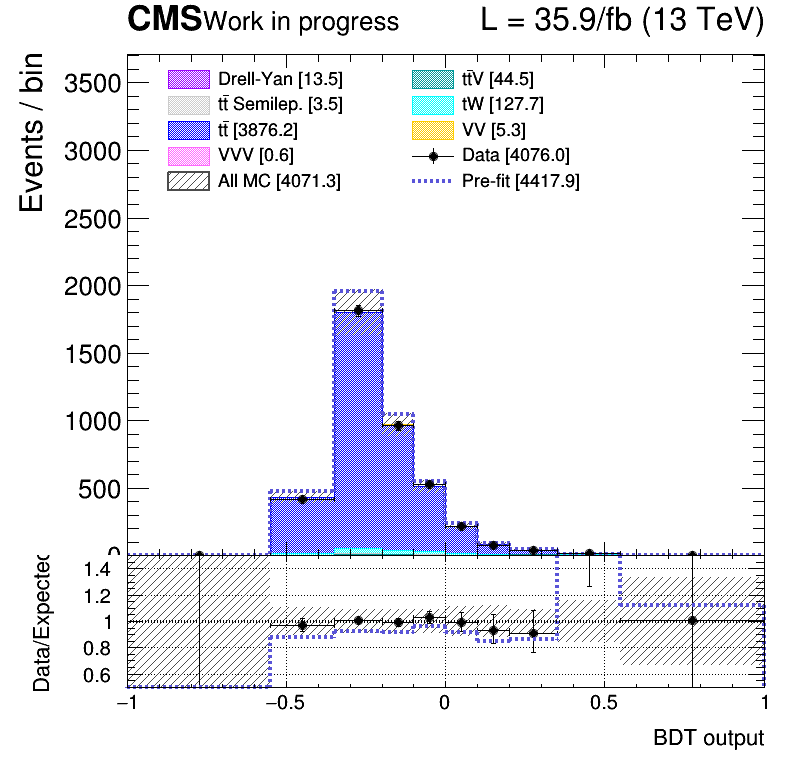 CMS Work in progress L = 35.9/fb (13 TeV)
Events / bin
3500
3000
2500
2000
1500
1000
500
0
Drell-Yan [13.5]
tt̄ Semilep. [3.5]
tt̄ [3876.2]
VVV [0.6]
All MC [4071.3]
tt̄V [44.5]
tW [127.7]
VV [5.3]
Data [4076.0]
Pre-fit [4417.9]
Data/Expected
1.4
1.2
1
0.8
0.6
−1 −0.5 0 0.5 1
BDT output